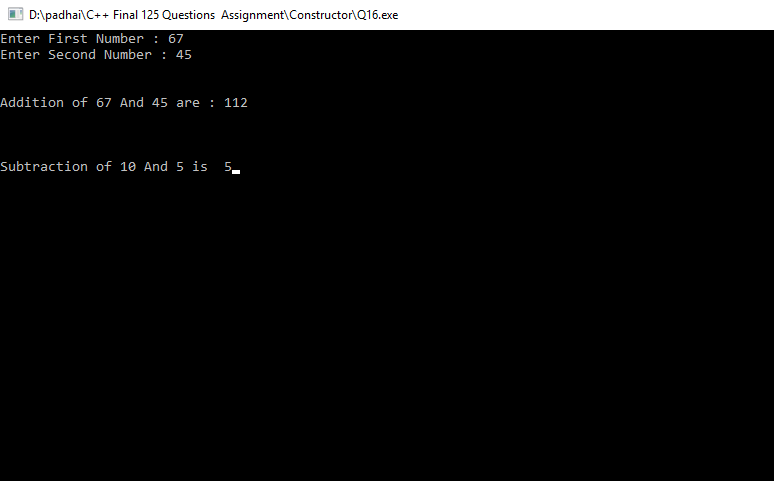 D:\padhai\C++ Final 125 Questions  Assignment\Constructor\Q16.exe
Enter First Number : 67
Enter Second Number : 45
Addition of 67 And 45 are : 112
Subtraction of 10 And 5 is  5